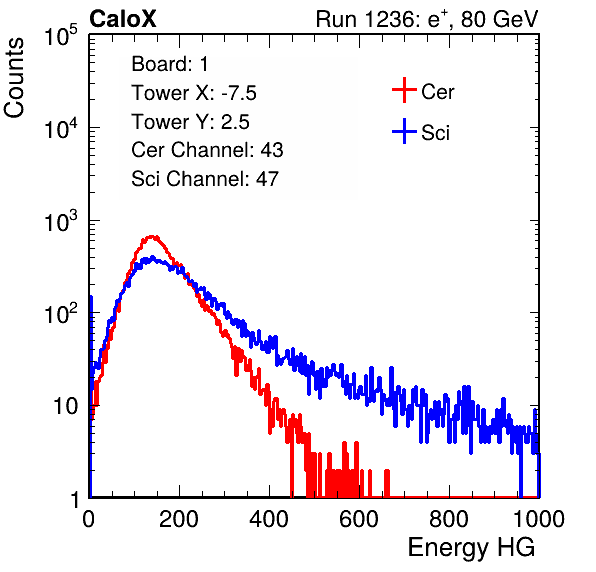 CaloX Run 1236: e⁺, 80 GeV
Counts
10⁵
10⁴
10³
10²
10
1
Board: 1
Tower X: -7.5
Tower Y: 2.5
Cer Channel: 43
Sci Channel: 47
Cer
Sci
0 200 400 600 800 1000
Energy HG